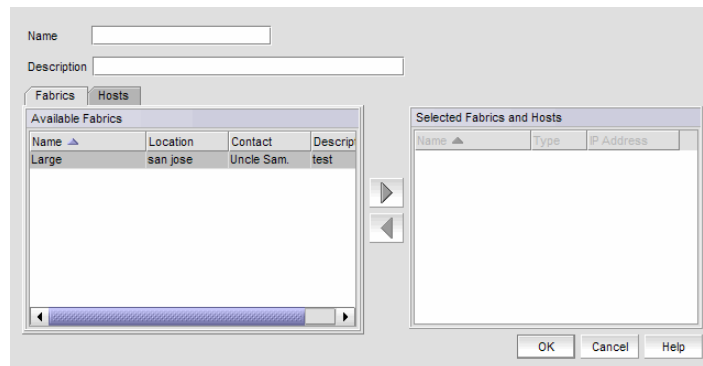 Name
Description
Fabrics Hosts
Available Fabrics
Name Location Contact Descript
Large san jose Uncle Sam. test
Selected Fabrics and Hosts
Name Type IP Address
OK Cancel Help